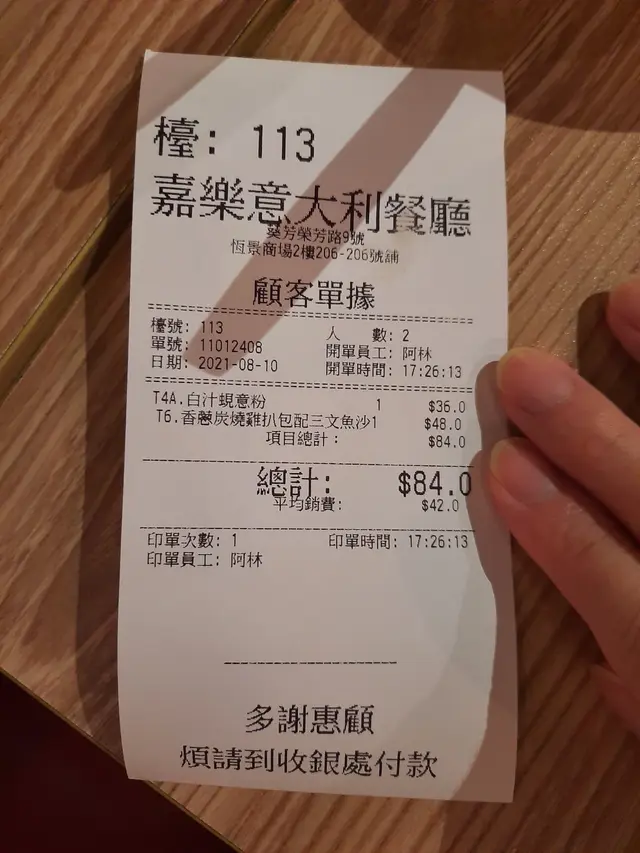 檯: 113
嘉樂意大利餐廳
葵芳榮芳路9號
恆景商場2樓206-206號舖
顧客單據
檯號: 113 人 數: 2
單號: 11012408 開單員工: 阿林
日期: 2021-08-10 開單時間: 17:26:13
T4A.白汁蜆意粉 1 $36.0
T6.香蔥炭燒雞扒包配三文魚沙1 $48.0
項目總計: $84.0
總計: $84.0
平均銷費: $42.0
印單次數: 1 印單時間: 17:26:13
印單員工: 阿林
多謝惠顧
煩請到收銀處付款